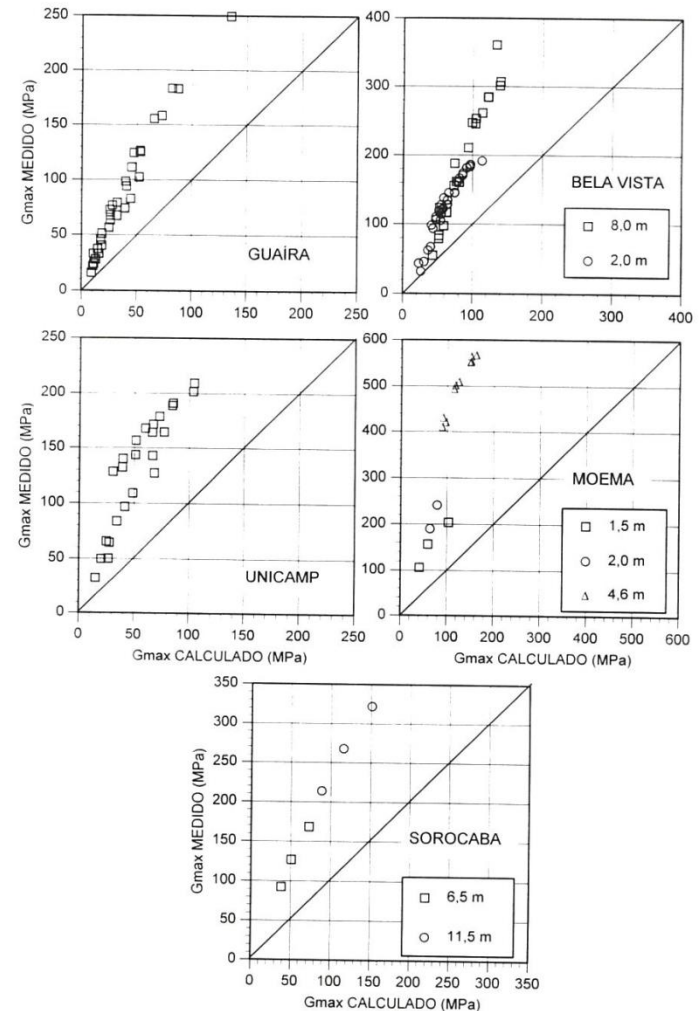 Gmax MEDIDO (MPa)
250
200
150
100
50
0
0 50 100 150 200 250
GUAÍRA
400
300
200
100
0
0 100 200 300 400
BELA VISTA
8,0 m
2,0 m
Gmax MEDIDO (MPa)
250
200
150
100
50
0
0 50 100 150 200 250
Gmax CALCULADO (MPa)
UNICAMP
600
500
400
300
200
100
0
0 100 200 300 400 500 600
Gmax CALCULADO (MPa)
MOEMA
1,5 m
2,0 m
4,6 m
Gmax MEDIDO (MPa)
350
300
250
200
150
100
50
0
0 50 100 150 200 250 300 350
Gmax CALCULADO (MPa)
SOROCABA
6,5 m
11,5 m